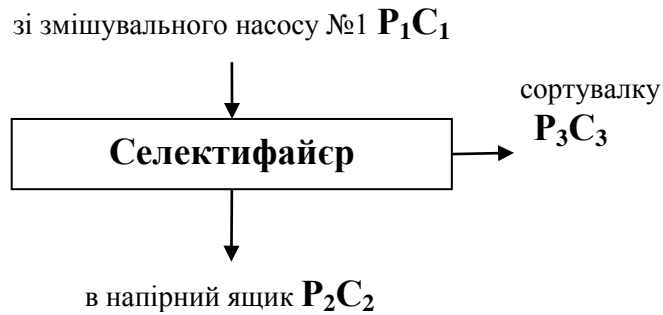 зі змішувального насосу №1 P₁C₁
сортувалку
P₃C₃
Селектифайєр
в напірний ящик P₂C₂